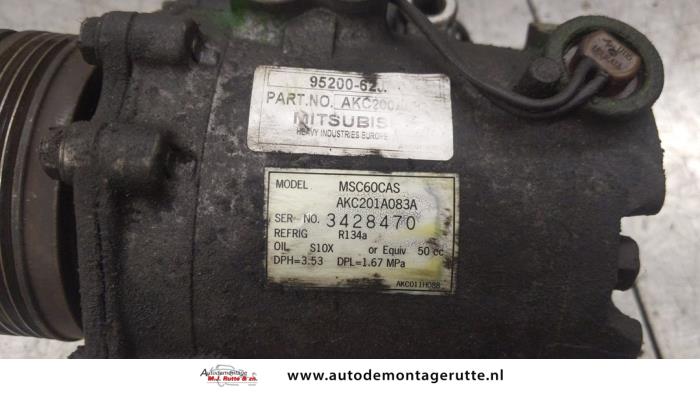 95200-62
PART.NO. AKC200A
MITSUBIS
HEAVY INDUSTRIES EUROPE
MODEL MSC60CAS
AKC201A083A
SER-NO. 3428470
REFRIG R134a
OIL S10X or Equiv 50 cc
DPH=3.53 DPL=1.67 MPa
AKC011H088
Autodemontage
M.J. Rutte & zn.
www.autodemontagerutte.nl